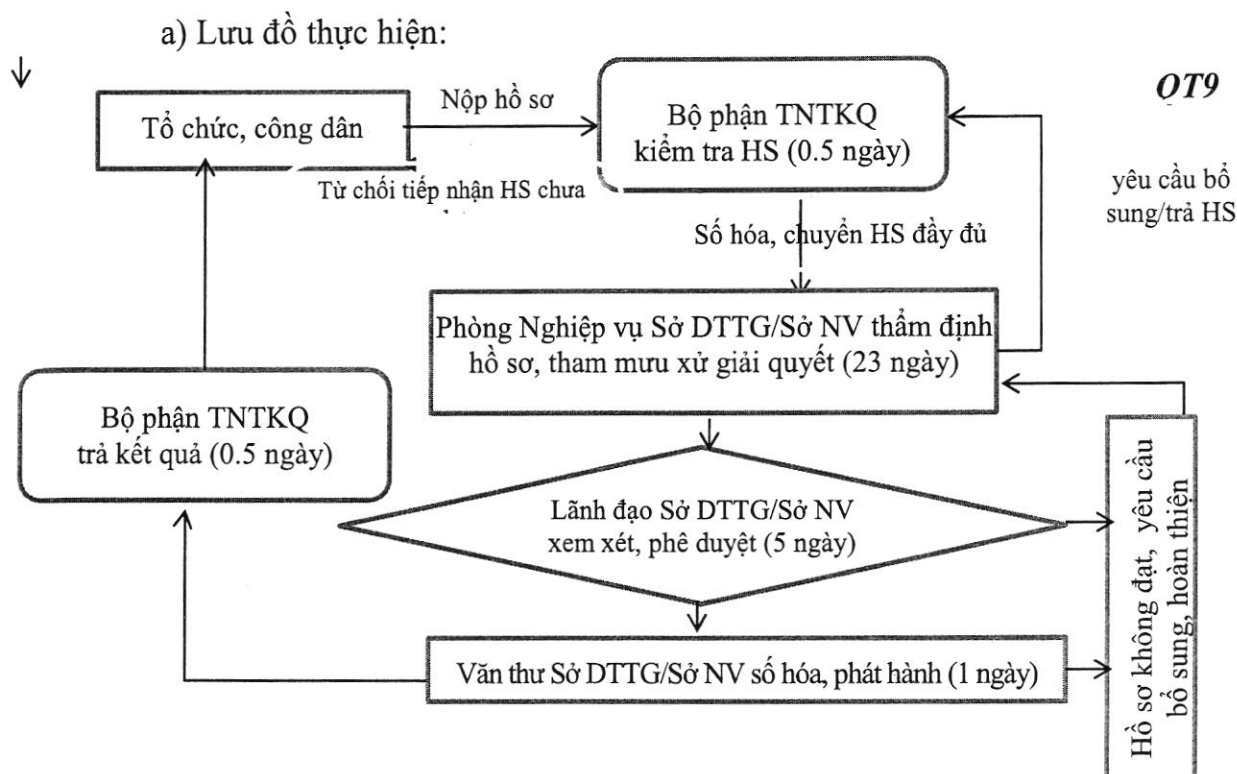 a) Lưu đồ thực hiện:
QT9
Tổ chức, công dân
Nộp hồ sơ
Từ chối tiếp nhận HS chưa
Bộ phận TNTKQ
kiểm tra HS (0.5 ngày)
yêu cầu bổ
sung/trả HS
Số hóa, chuyển HS đầy đủ
Phòng Nghiệp vụ Sở DTTG/Sở NV thẩm định
hồ sơ, tham mưu xử giải quyết (23 ngày)
Bộ phận TNTKQ
trả kết quả (0.5 ngày)
Lãnh đạo Sở DTTG/Sở NV
xem xét, phê duyệt (5 ngày)
Hồ sơ không đạt, yêu cầu
bổ sung, hoàn thiện
Văn thư Sở DTTG/Sở NV số hóa, phát hành (1 ngày)